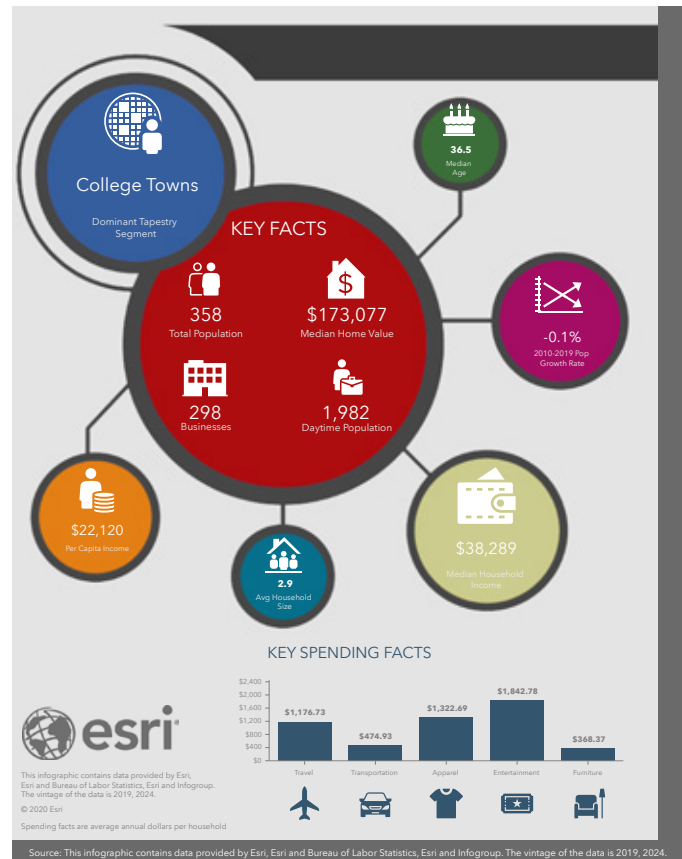 College Towns
Dominant Tapestry
Segment
36.5
Median
Age
KEY FACTS
$
358
Total Population
$173,077
Median Home Value
298
Businesses
1,982
Daytime Population
-0.1%
2010-2019 Pop
Growth Rate
$22,120
Per Capita Income
2.9
Avg Household
Size
$38,289
Median Household
Income
KEY SPENDING FACTS
$2,400
$2,000
$1,600
$1,200
$800
$400
$0
$1,176.73
$474.93
$1,322.69
$1,842.78
$368.37
Travel
Transportation
Apparel
Entertainment
Furniture
esri
This infographic contains data provided by Esri,
Esri and Bureau of Labor Statistics, Esri and Infogroup.
The vintage of the data is 2019, 2024.
© 2020 Esri
Spending facts are average annual dollars per household
Source: This infographic contains data provided by Esri, Esri and Bureau of Labor Statistics, Esri and Infogroup. The vintage of the data is 2019, 2024.